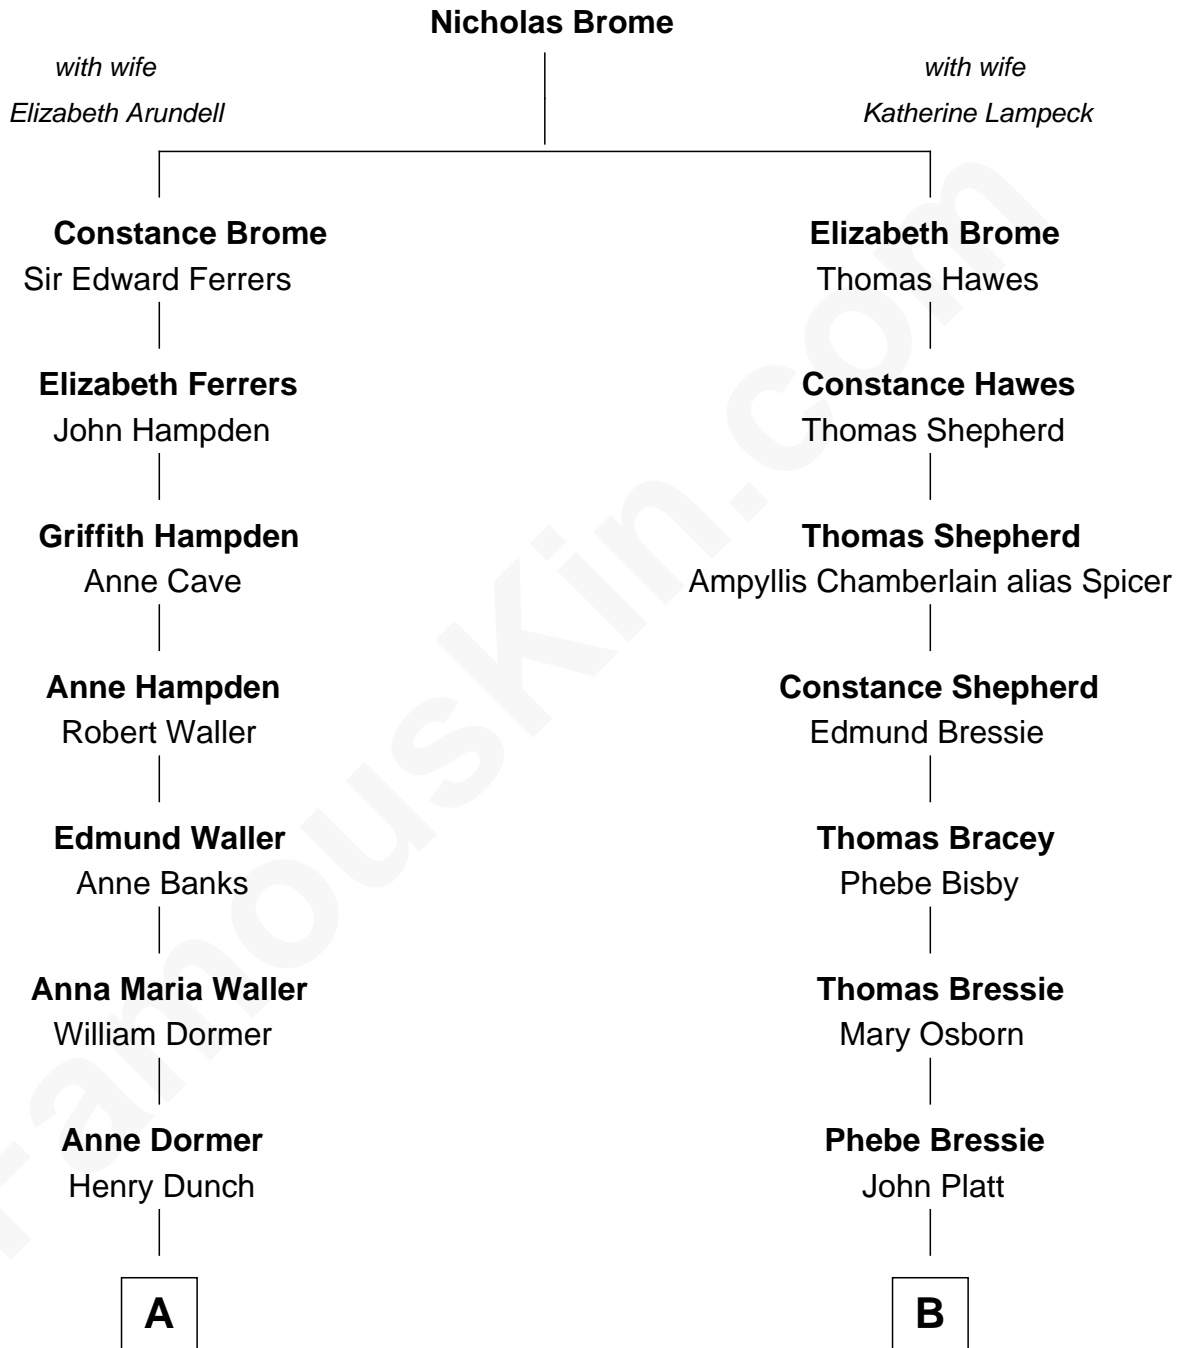 Nicholas Brome
with wife
Elizabeth Arundell
with wife
Katherine Lampeck
Constance Brome
Sir Edward Ferrers
Elizabeth Brome
Thomas Hawes
Elizabeth Ferrers
John Hampden
Constance Hawes
Thomas Shepherd
Griffith Hampden
Anne Cave
Thomas Shepherd
Ampyllis Chamberlain alias Spicer
Anne Hampden
Robert Waller
Constance Shepherd
Edmund Bressie
Edmund Waller
Anne Banks
Thomas Bracey
Phebe Bisby
Anna Maria Waller
William Dormer
Thomas Bressie
Mary Osborn
Anne Dormer
Henry Dunch
Phebe Bressie
John Platt
A
B
FamousKin.com